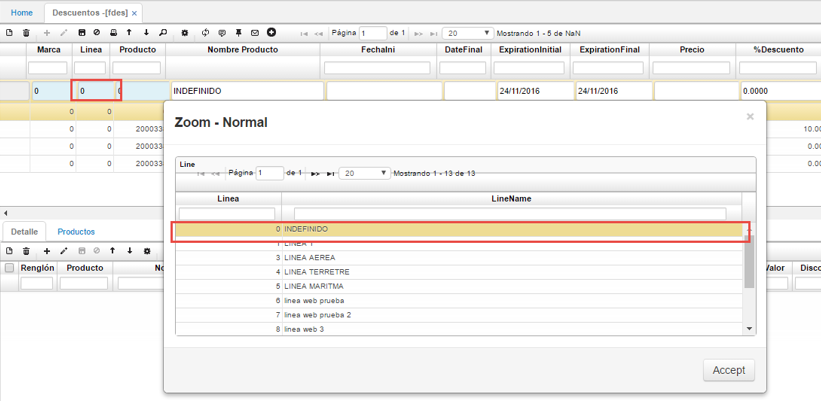 Home Descuentos -[fdes] ×
Página 1 de 1 20 Mostrando 1 - 5 de NaN
Marca Linea Producto Nombre Producto FechaIni DateFinal ExpirationInitial ExpirationFinal Precio %Descuento
0 0 0 INDEFINIDO 24/11/2016 24/11/2016 0.0000
0 0
0 0 200033 10.00
0 0 200033 0.00
0 0 200033 0.00
Zoom - Normal ×
Line
Página 1 de 1 20 Mostrando 1 - 13 de 13
Linea LineName
0 INDEFINIDO
1 LINEA 1
3 LINEA AEREA
4 LINEA TERRETRE
5 LINEA MARITMA
6 linea web prueba
7 linea web prueba 2
8 linea web 3
Accept
Detalle Productos
Renglón Producto No Valor Disco